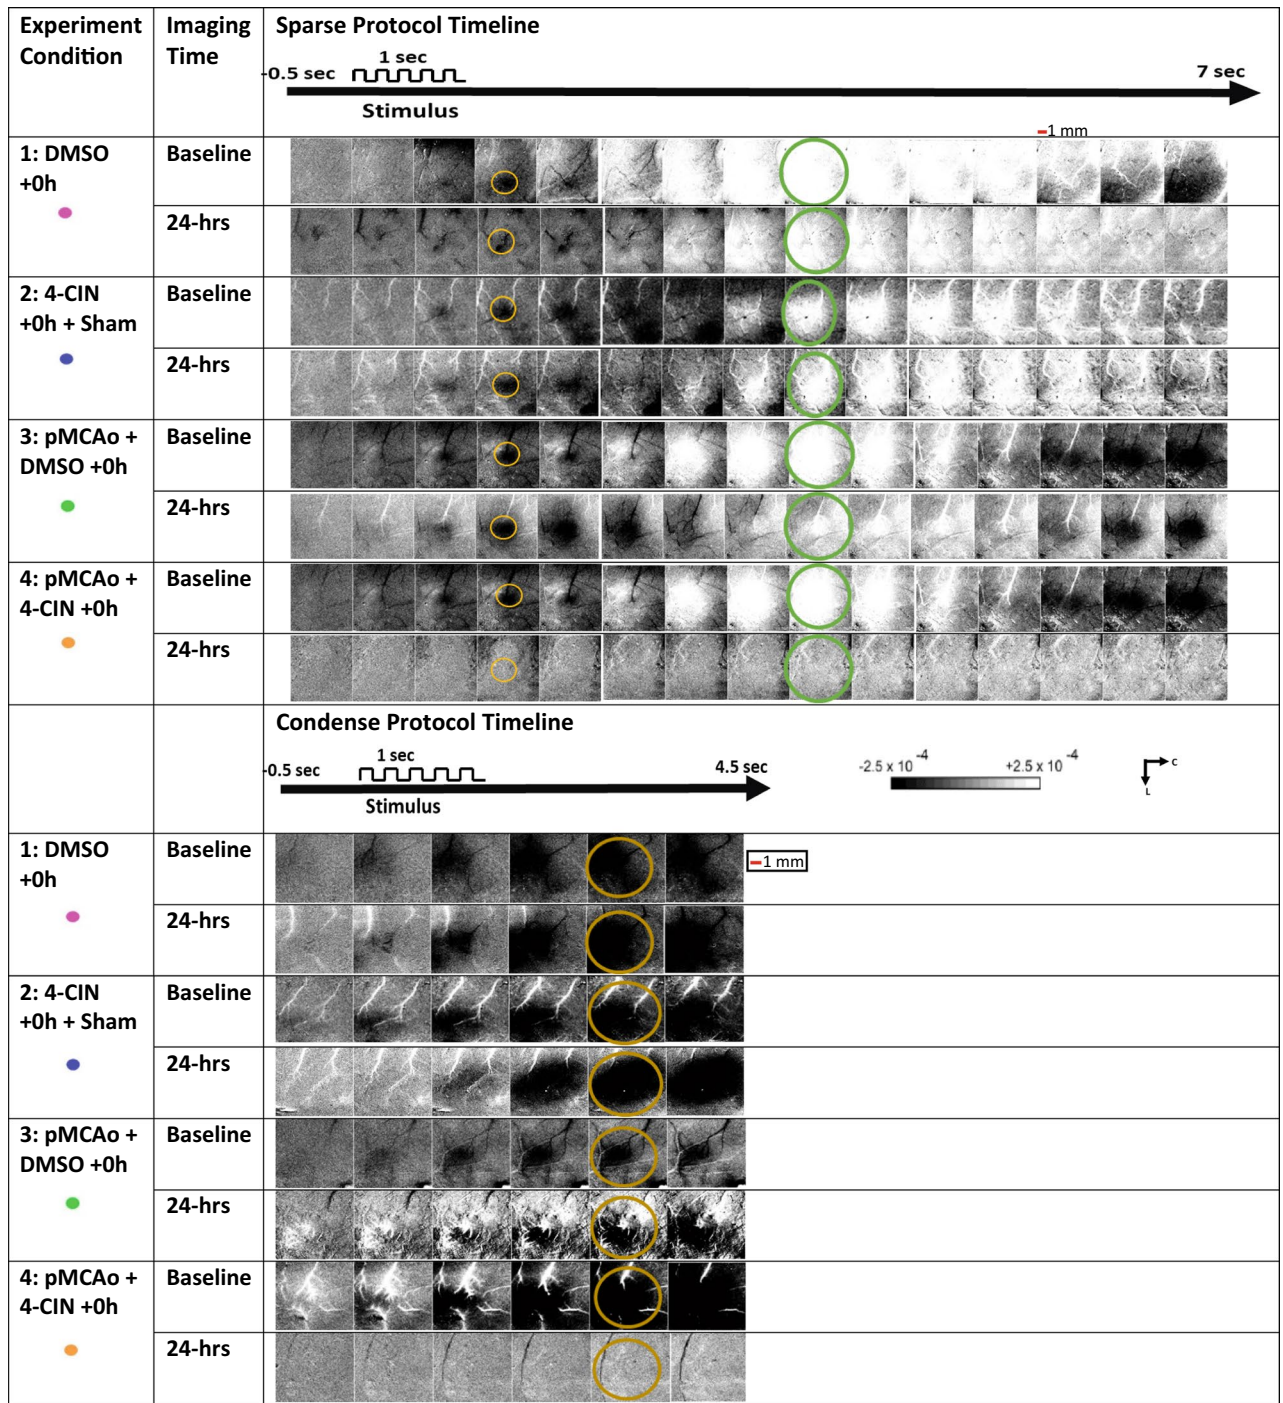 Experiment Condition
Imaging Time
Sparse Protocol Timeline
1 sec
-0.5 sec
7 sec
Stimulus
1 mm
1: DMSO +0h
Baseline
24-hrs
2: 4-CIN +0h + Sham
Baseline
24-hrs
3: pMCAo + DMSO +0h
Baseline
24-hrs
4: pMCAo + 4-CIN +0h
Baseline
24-hrs
Condense Protocol Timeline
1 sec
-0.5 sec
4.5 sec
Stimulus
-2.5 x 10 -4
+2.5 x 10 -4
C
L
1: DMSO +0h
Baseline
1 mm
24-hrs
2: 4-CIN +0h + Sham
Baseline
24-hrs
3: pMCAo + DMSO +0h
Baseline
24-hrs
4: pMCAo + 4-CIN +0h
Baseline
24-hrs